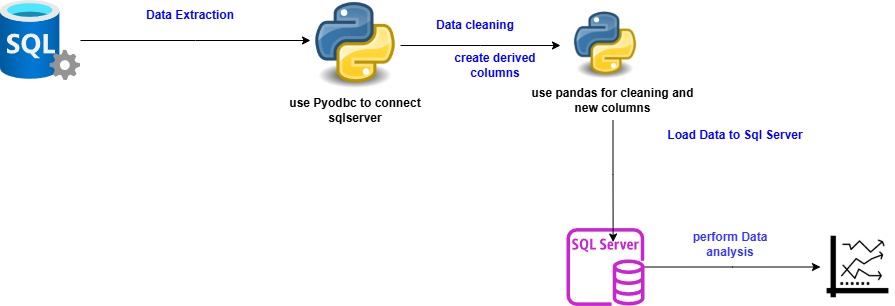 Data Extraction
Data cleaning
SQL
create derived
columns
use Pyodbc to connect
sqlserver
use pandas for cleaning and
new columns
Load Data to Sql Server
SQL Server
perform Data
analysis